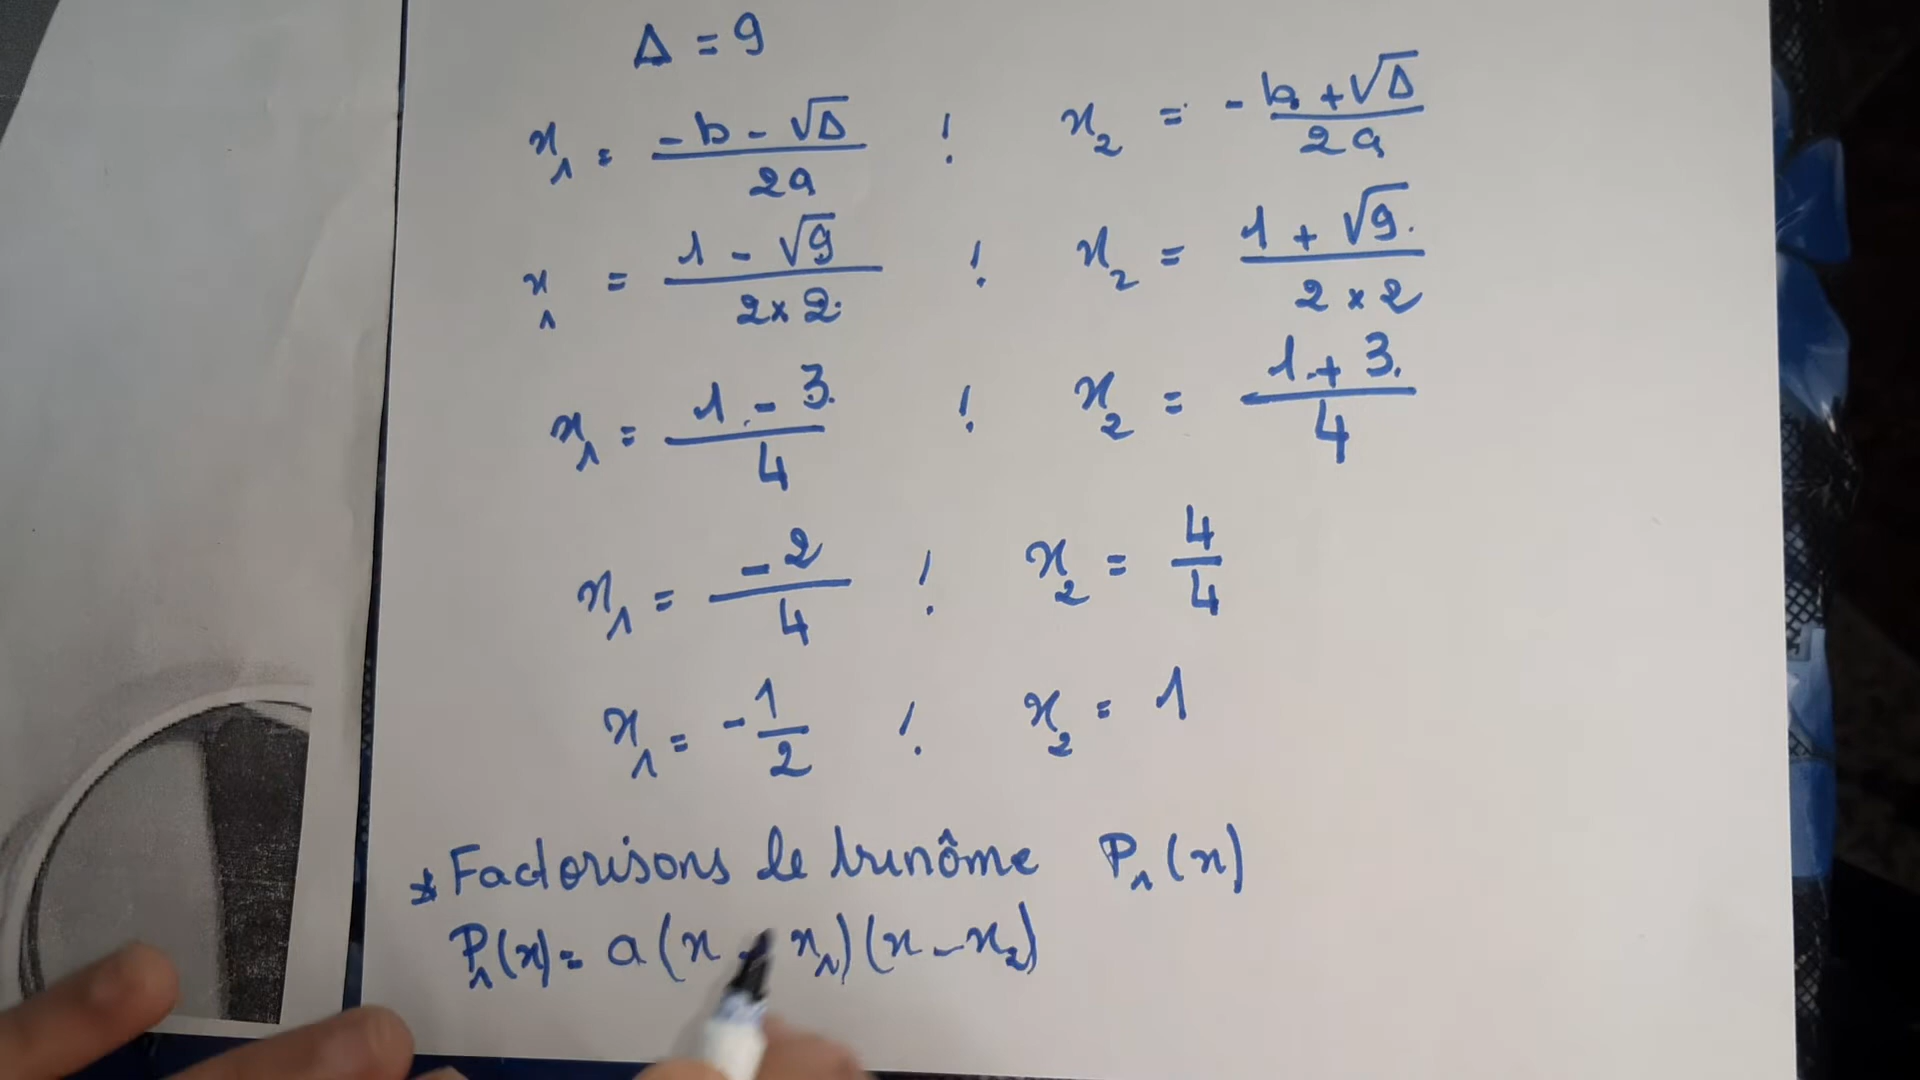 Δ = 9
x₁ = (-b - √Δ)/(2a) ! x₂ = -(b + √Δ)/(2a)
x₁ = (1 - √9)/(2×2) ! x₂ = (1 + √9)/(2×2)
x₁ = (1 - 3)/4 ! x₂ = (1 + 3)/4
x₁ = (-2)/4 ! x₂ = 4/4
x₁ = -1/2 ! x₂ = 1
* Factorisons le trinôme P₁(x)
P₁(x) = a(x - x₁)(x - x₂)